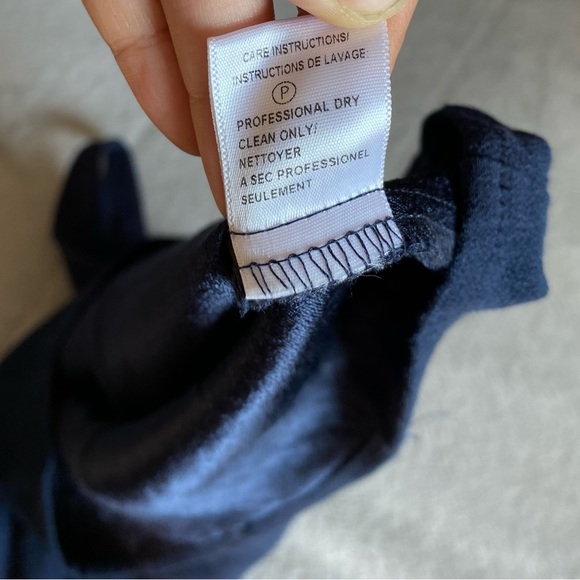 CARE INSTRUCTIONS/
INSTRUCTIONS DE LAVAGE:
P
PROFESSIONAL DRY
CLEAN ONLY/
NETTOYER
A SEC PROFESSIONEL
SEULEMENT